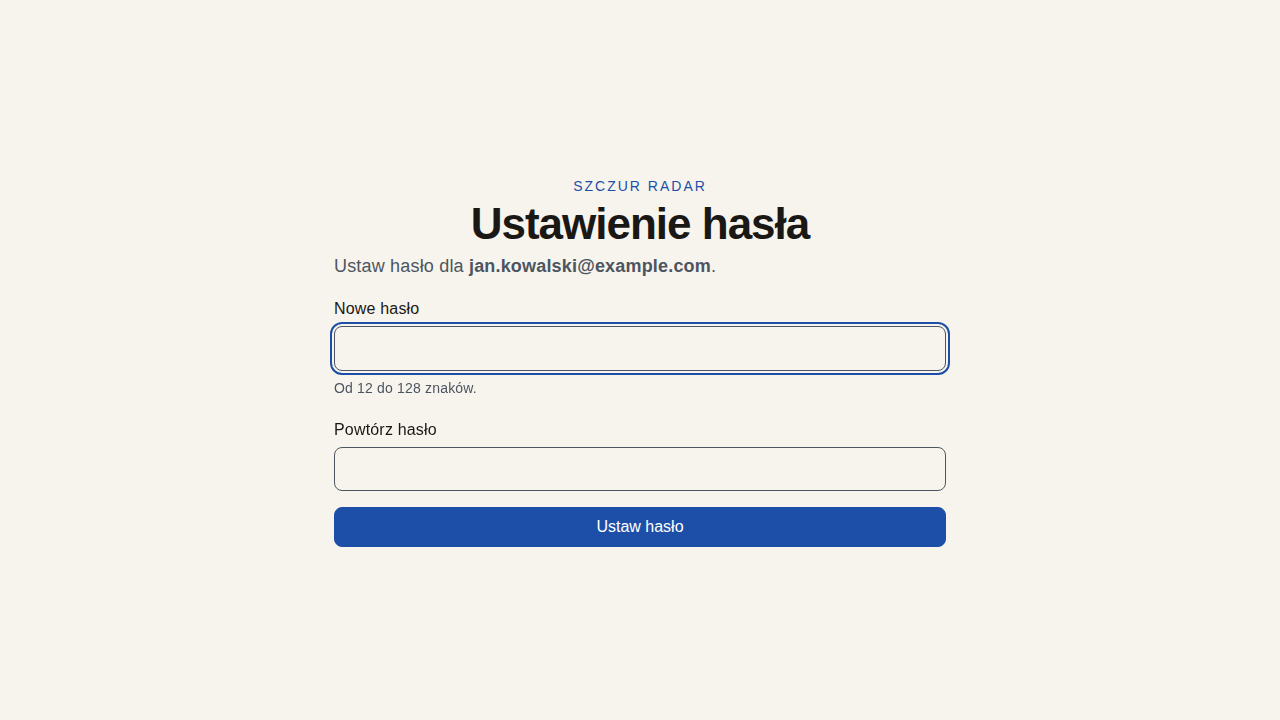 SZCZUR RADAR
Ustawienie hasła
Ustaw hasło dla jan.kowalski@example.com.
Nowe hasło
Od 12 do 128 znaków.
Powtórz hasło
Ustaw hasło